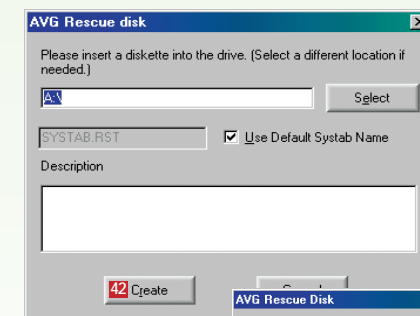 AVG Rescue disk
Please insert a diskette into the drive. (Select a different location if
needed.)
A:\
Select
SYSTAB.RST
Use Default Systab Name
Description
42 Create
AVG Rescue Disk